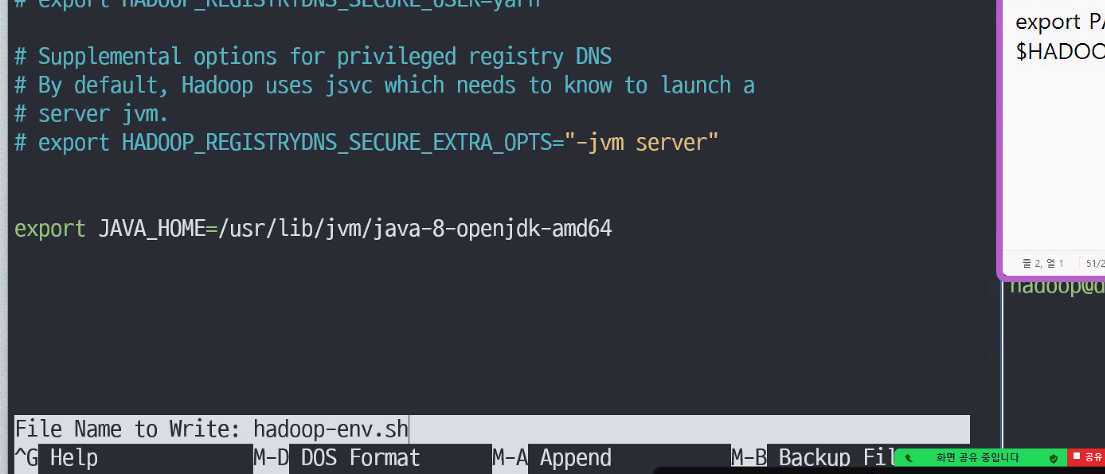 # export HADOOP_REGISTRYDNS_SECURE_USER=yarn
# Supplemental options for privileged registry DNS
# By default, Hadoop uses jsvc which needs to know to launch a
# server jvm.
# export HADOOP_REGISTRYDNS_SECURE_EXTRA_OPTS="-jvm server"
export JAVA_HOME=/usr/lib/jvm/java-8-openjdk-amd64
File Name to Write: hadoop-env.sh
^G Help M-D DOS Format M-A Append M-B Backup Fil
export PA
$HADOO
줄 2, 열 1 51/2
hadoop@d
화면 공유 중입니다 공유